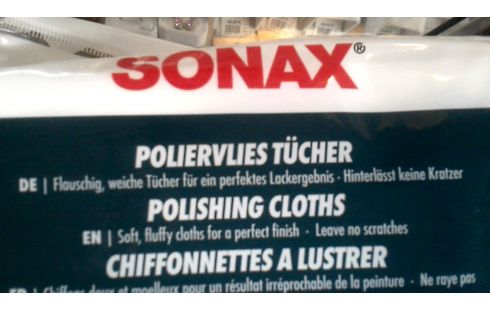 SONAX®
POLIERVLIES TÜCHER
DE | Flauschig, weiche Tücher für ein perfektes Lackergebnis · Hinterlässt keine Kratzer
POLISHING CLOTHS
EN | Soft, fluffy cloths for a perfect finish · Leave no scratches
CHIFFONNETTES A LUSTRER
FR | Chiffons doux et moelleux pour un résultat irréprochable de la peinture · Ne raye pas